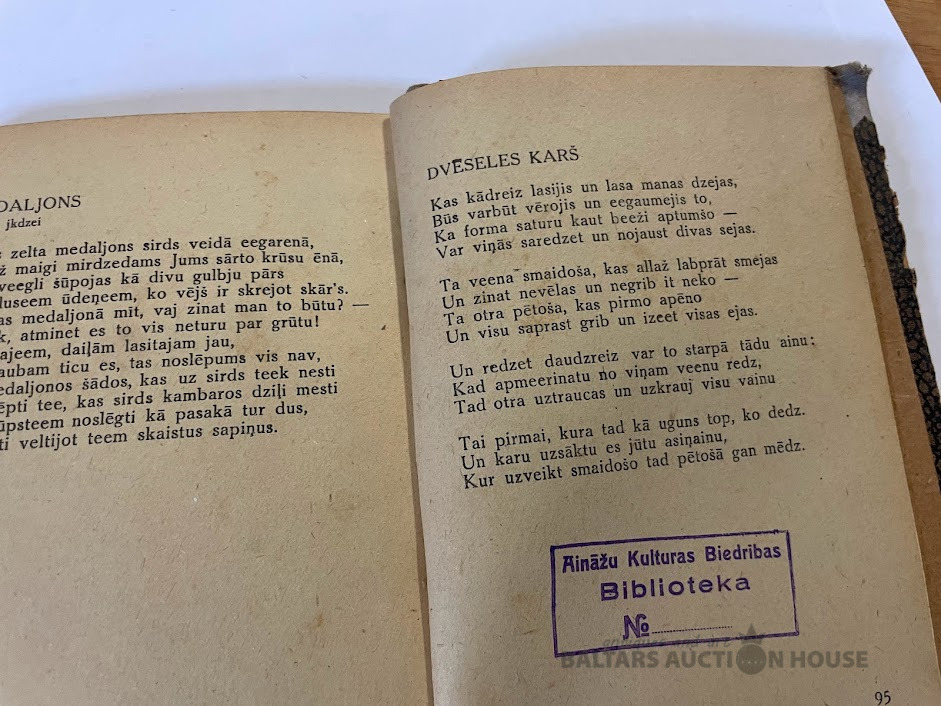 DALJONS
jkdzei
zelta medaljons sirds veidā eegarenā,
maigi mirdzedams Jums sārto krūsu ēnā,
veegli šūpojas kā divu gulbju pārs
luseem ūdeņeem, ko vējš ir skrejot skār's.
as medaljonā mīt, vaj zinat man to būtu? —
k, atminet es to vis neturu par grūtu!
ajeem, daiļām lasitajam jau,
aubam ticu es, tas noslēpums vis nav,
edaljonos šādos, kas uz sirds teek nesti
ēpti tee, kas sirds kambaros dziļi mesti
ūpsteem noslēgti kā pasakā tur dus,
ti veltijot teem skaistus sapiņus.
DVĒSELES KARŠ
Kas kādreiz lasijis un lasa manas dzejas,
Būs varbūt vērojis un eegaumejis to,
Ka forma saturu kaut beeži aptumšo —
Var viņās saredzet un nojaust divas sejas.
Ta veena smaidoša, kas allaž labprāt smejas
Un zinat nevēlas un negrib it neko —
Ta otra pētoša, kas pirmo apēno
Un visu saprast grib un izeet visas ejas.
Un redzet daudzreiz var to starpā tādu ainu:
Kad apmeerinatu no viņam veenu redz,
Tad otra uztraucas un uzkrauj visu vainu
Tai pirmai, kura tad kā uguns top, ko dedz.
Un karu uzsāktu es jūtu asiņainu,
Kur uzveikt smaidošo tad pētošā gan mēdz.
Ainažu Kulturas Biedrības
Biblioteka
№
antiques and art
BALTARS AUCTION HOUSE
95